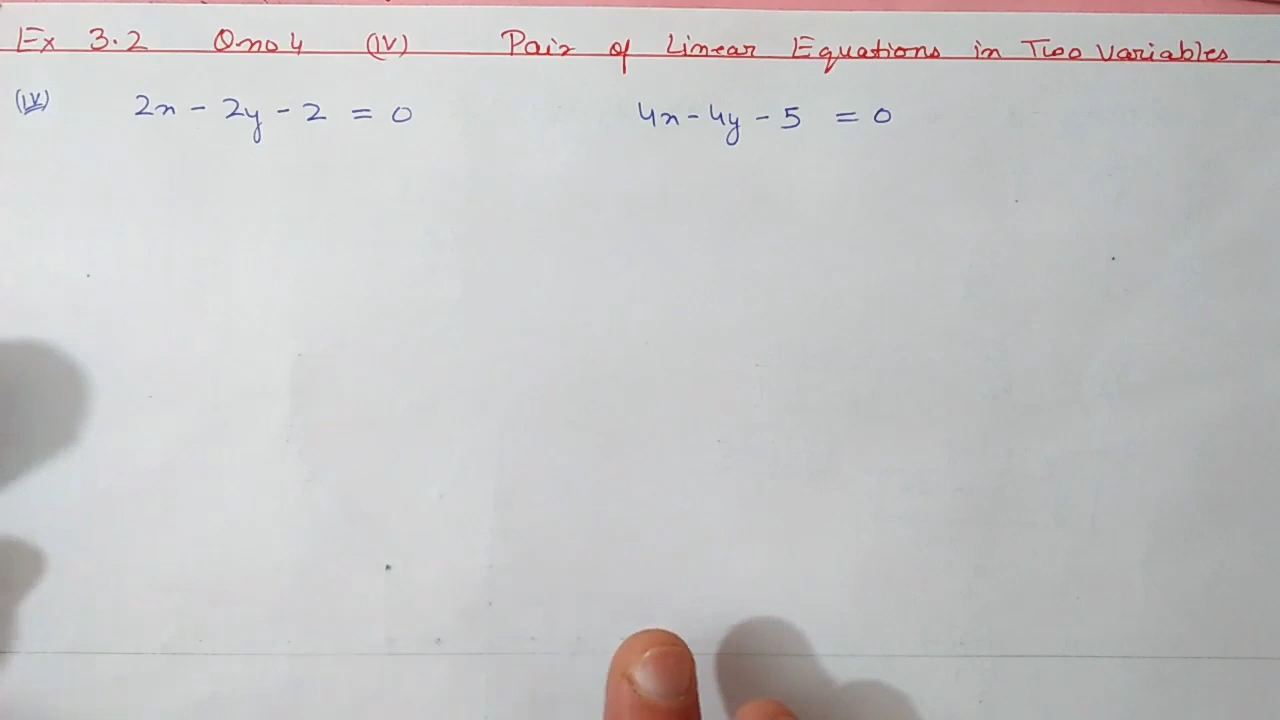 Ex 3.2 Qno 4 (IV) Pair of Linear Equations in Two Variables
(IV) 2x - 2y - 2 = 0 4x - 4y - 5 = 0